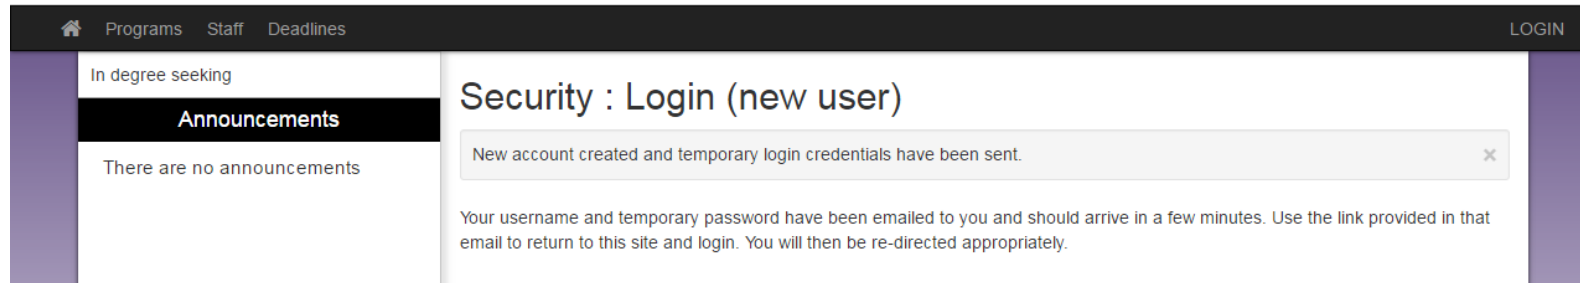 Programs Staff Deadlines LOGIN
In degree seeking
Announcements
There are no announcements
Security : Login (new user)
New account created and temporary login credentials have been sent. ×
Your username and temporary password have been emailed to you and should arrive in a few minutes. Use the link provided in that
email to return to this site and login. You will then be re-directed appropriately.